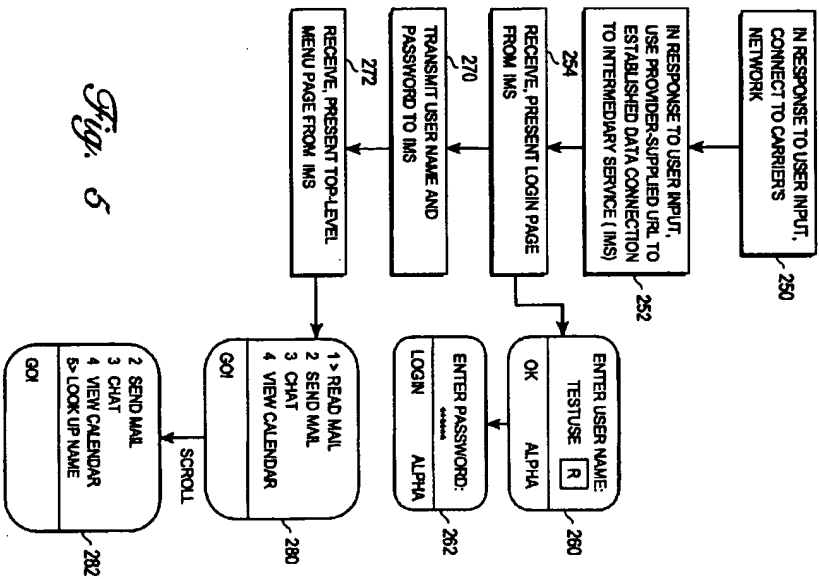 IN RESPONSE TO USER INPUT,
CONNECT TO CARRIER'S
NETWORK
250
IN RESPONSE TO USER INPUT,
USE PROVIDER-SUPPLIED URL TO
ESTABLISHED DATA CONNECTION
TO INTERMEDIARY SERVICE (IMS)
252
254
RECEIVE, PRESENT LOGIN PAGE
FROM IMS
270
TRANSMIT USER NAME AND
PASSWORD TO IMS
272
RECEIVE, PRESENT TOP-LEVEL
MENU PAGE FROM IMS
ENTER USER NAME:
TESTUSE R
OK ALPHA
260
ENTER PASSWORD:
******
LOGIN ALPHA
262
1 > READ MAIL
2 SEND MAIL
3 CHAT
4 VIEW CALENDAR
GO!
280
SCROLL
2 SEND MAIL
3 CHAT
4 VIEW CALENDAR
5> LOOK UP NAME
GO!
282
Fig. 5